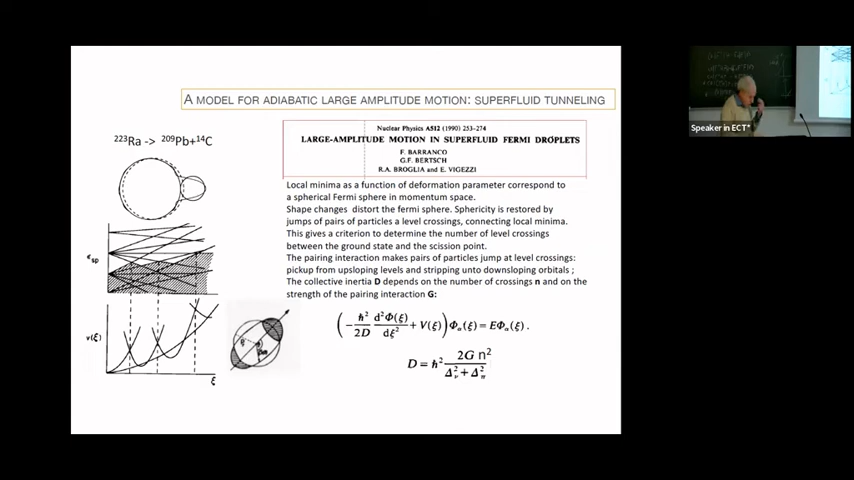 A MODEL FOR ADIABATIC LARGE AMPLITUDE MOTION: SUPERFLUID TUNNELING
²²³Ra -> ²⁰⁹Pb+¹⁴C
Nuclear Physics A512 (1990) 253-274
LARGE-AMPLITUDE MOTION IN SUPERFLUID FERMI DROPLETS
F. BARRANCO
G.F. BERTSCH
R.A. BROGLIA and E. VIGEZZI
Local minima as a function of deformation parameter correspond to
a spherical Fermi sphere in momentum space.
Shape changes distort the fermi sphere. Sphericity is restored by
jumps of pairs of particles a level crossings, connecting local minima.
This gives a criterion to determine the number of level crossings
between the ground state and the scission point.
The pairing interaction makes pairs of particles jump at level crossings:
pickup from upsloping levels and stripping unto downsloping orbitals ;
The collective inertia D depends on the number of crossings n and on the
strength of the pairing interaction G:
(-ħ²/2D d²Φ(ξ)/dξ² + V(ξ))Φₐ(ξ) = EΦₐ(ξ).
D = ħ² 2G n²/Δᵥ²+Δₙ²
εsp
V(ξ)
ξ
Speaker in ECT*